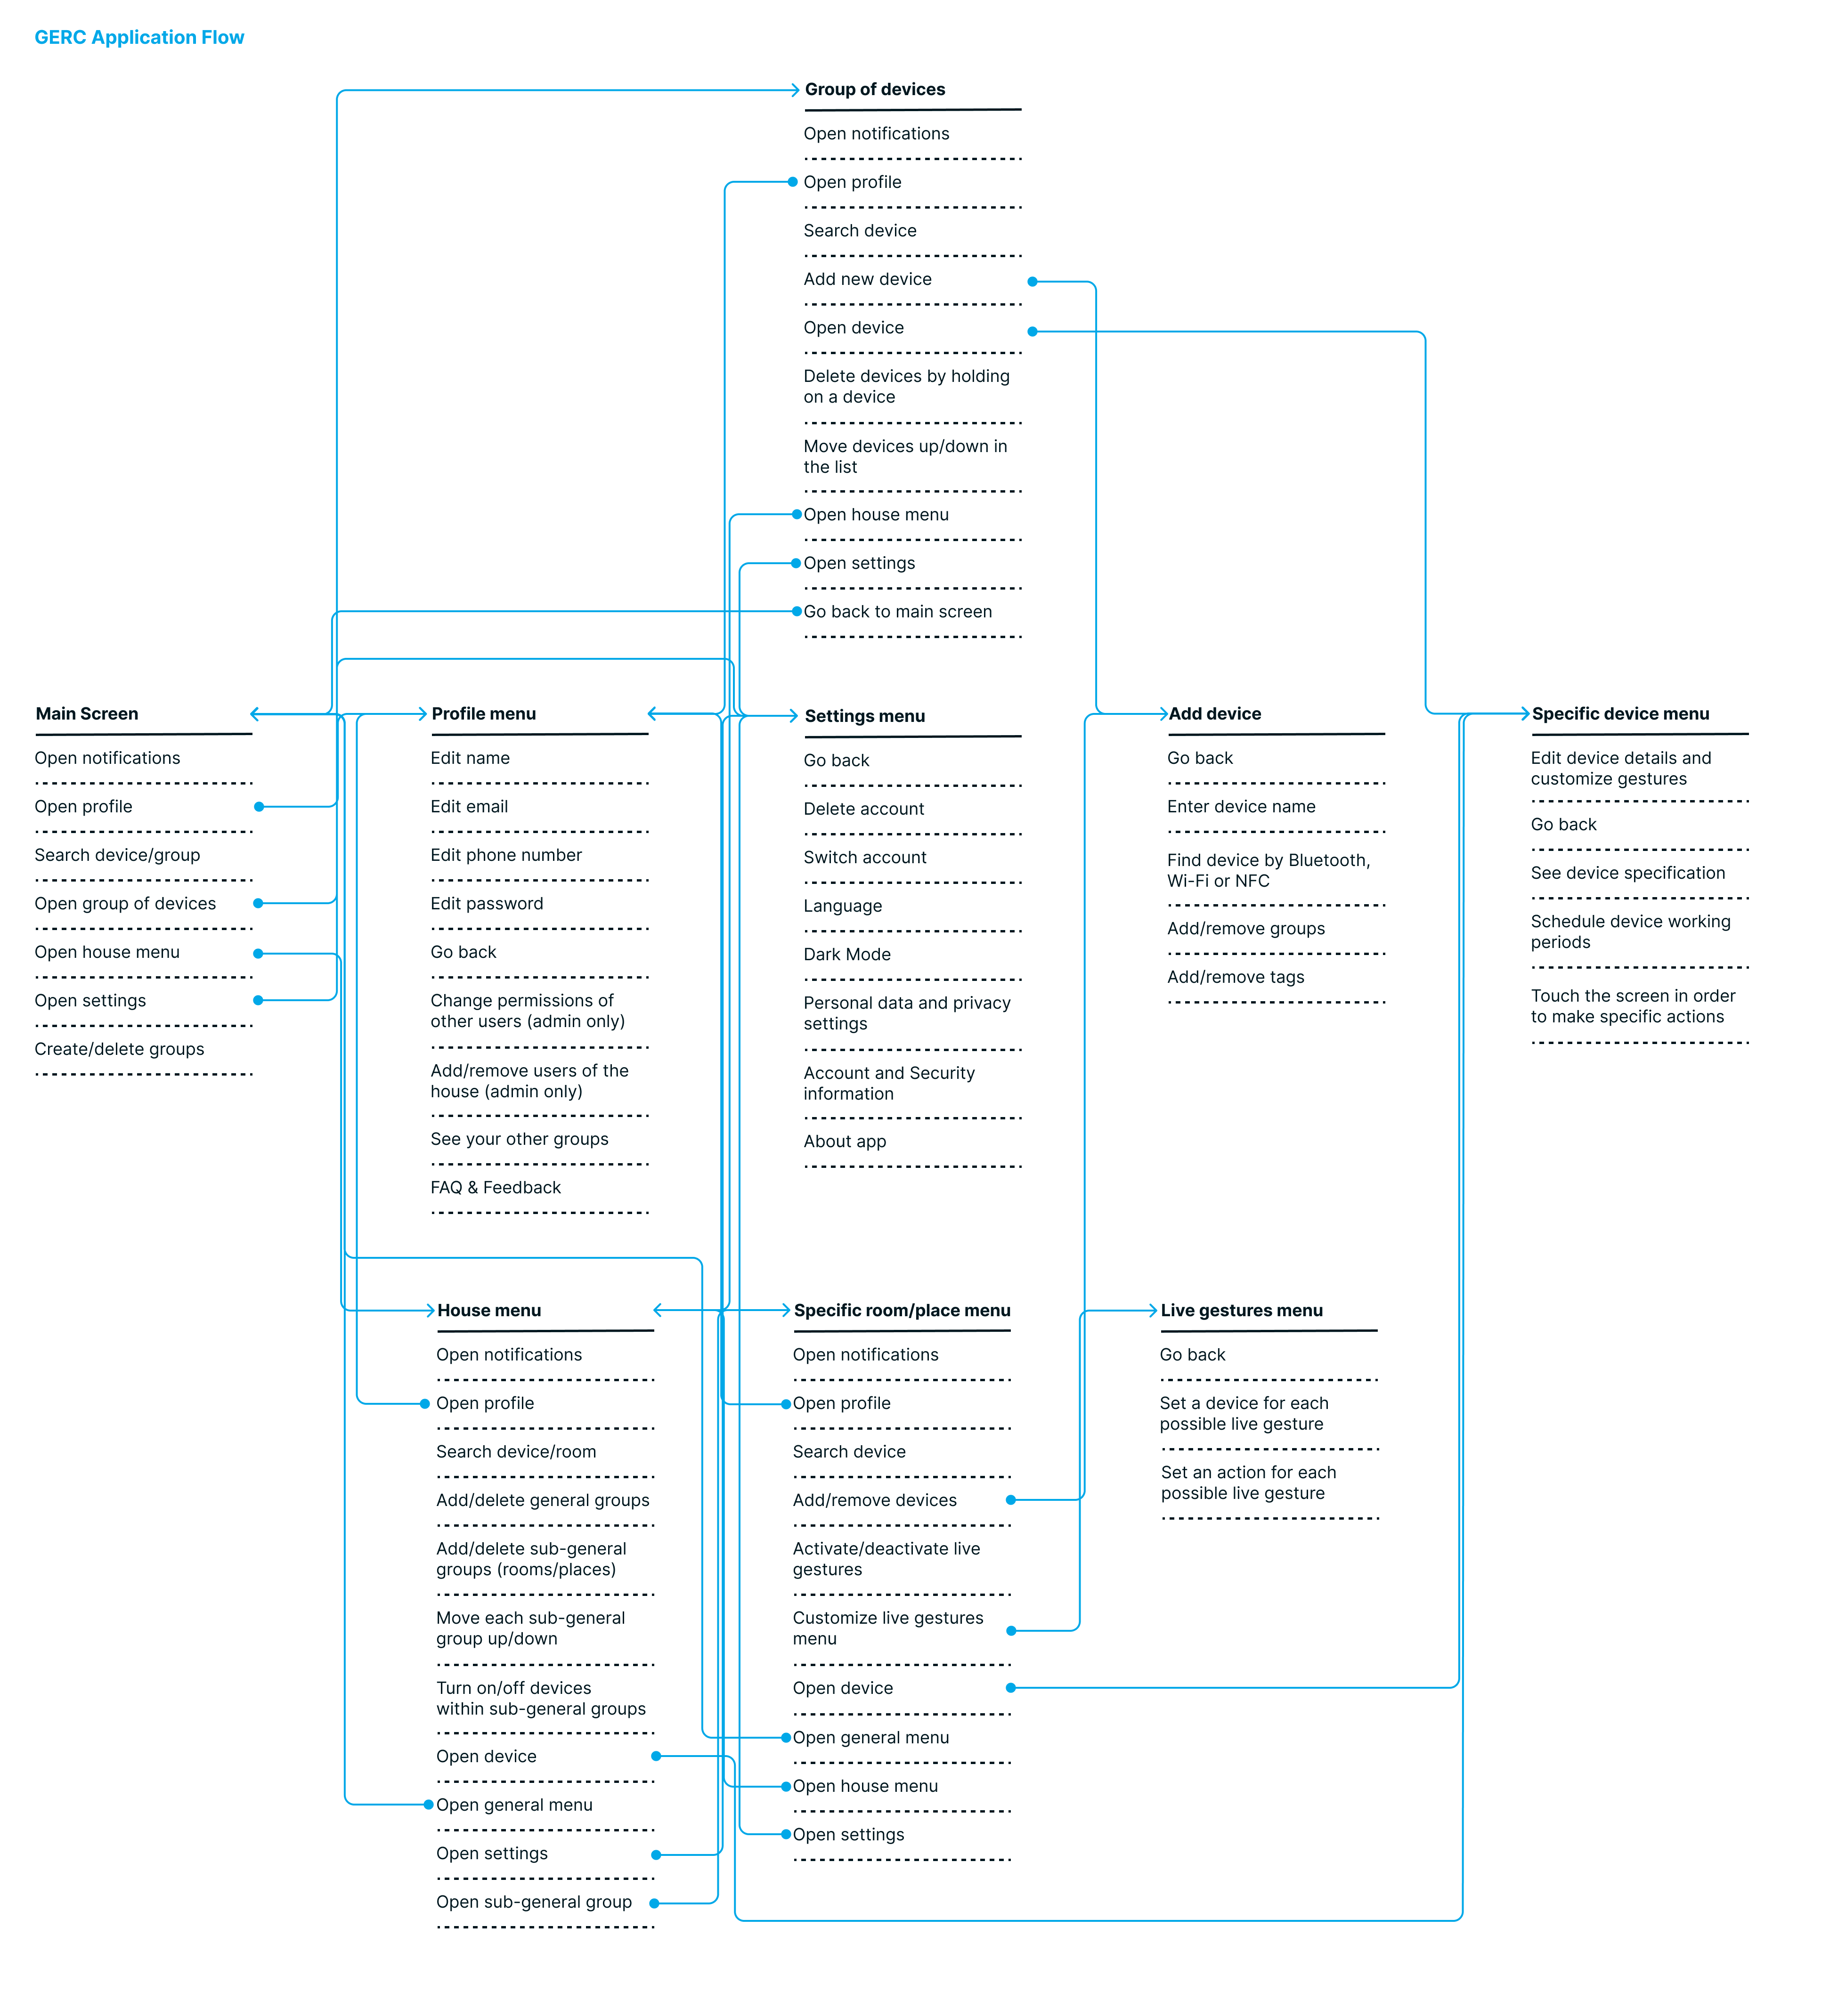 GERC Application Flow
Group of devices
Open notifications
Open profile
Search device
Add new device
Open device
Delete devices by holding
on a device
Move devices up/down in
the list
Open house menu
Open settings
Go back to main screen
Main Screen
Open notifications
Open profile
Search device/group
Open group of devices
Open house menu
Open settings
Create/delete groups
Profile menu
Edit name
Edit email
Edit phone number
Edit password
Go back
Change permissions of
other users (admin only)
Add/remove users of the
house (admin only)
See your other groups
FAQ & Feedback
Settings menu
Go back
Delete account
Switch account
Language
Dark Mode
Personal data and privacy
settings
Account and Security
information
About app
Add device
Go back
Enter device name
Find device by Bluetooth,
Wi-Fi or NFC
Add/remove groups
Add/remove tags
Specific device menu
Edit device details and
customize gestures
Go back
See device specification
Schedule device working
periods
Touch the screen in order
to make specific actions
House menu
Open notifications
Open profile
Search device/room
Add/delete general groups
Add/delete sub-general
groups (rooms/places)
Move each sub-general
group up/down
Turn on/off devices
within sub-general groups
Open device
Open general menu
Open settings
Open sub-general group
Specific room/place menu
Open notifications
Open profile
Search device
Add/remove devices
Activate/deactivate live
gestures
Customize live gestures
menu
Open device
Open general menu
Open house menu
Open settings
Live gestures menu
Go back
Set a device for each
possible live gesture
Set an action for each
possible live gesture